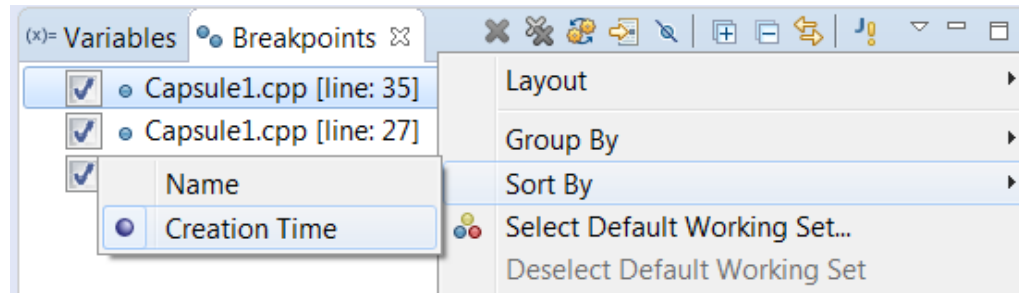 (x)= Variables Breakpoints
Capsule1.cpp [line: 35]
Capsule1.cpp [line: 27]
Name
Creation Time
Layout
Group By
Sort By
Select Default Working Set...
Deselect Default Working Set